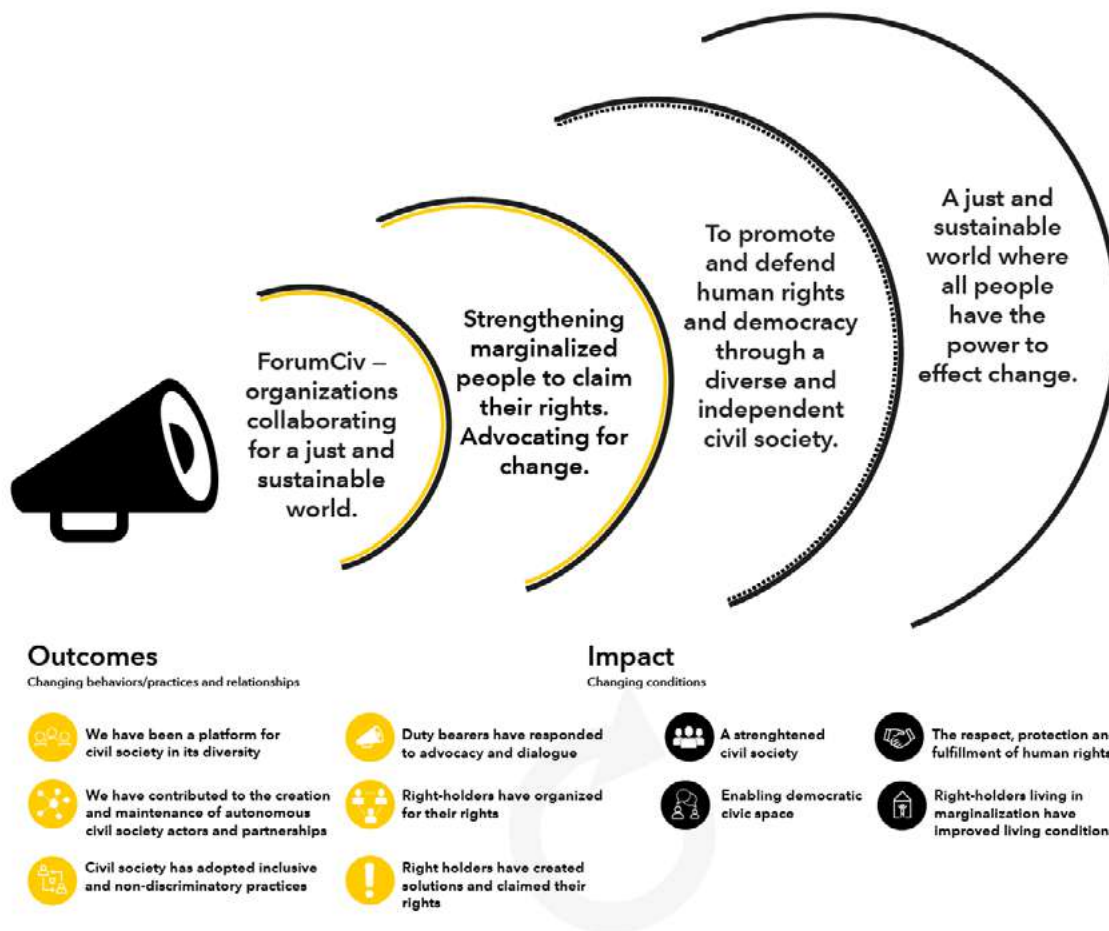 ForumCiv –
organizations
collaborating
for a just and
sustainable
world.
Strengthening
marginalized
people to claim
their rights.
Advocating for
change.
To promote
and defend
human rights
and democracy
through a
diverse and
independent
civil society.
A just and
sustainable
world where
all people
have the
power to
effect change.
Outcomes
Changing behaviors/practices and relationships
We have been a platform for
civil society in its diversity
We have contributed to the creation
and maintenance of autonomous
civil society actors and partnerships
Civil society has adopted inclusive
and non-discriminatory practices
Duty bearers have responded
to advocacy and dialogue
Right-holders have organized
for their rights
Right holders have created
solutions and claimed their
rights
Impact
Changing conditions
A strenghtened
civil society
Enabling democratic
civic space
The respect, protection an
fulfillment of human rights
Right-holders living in
marginalization have
improved living condition